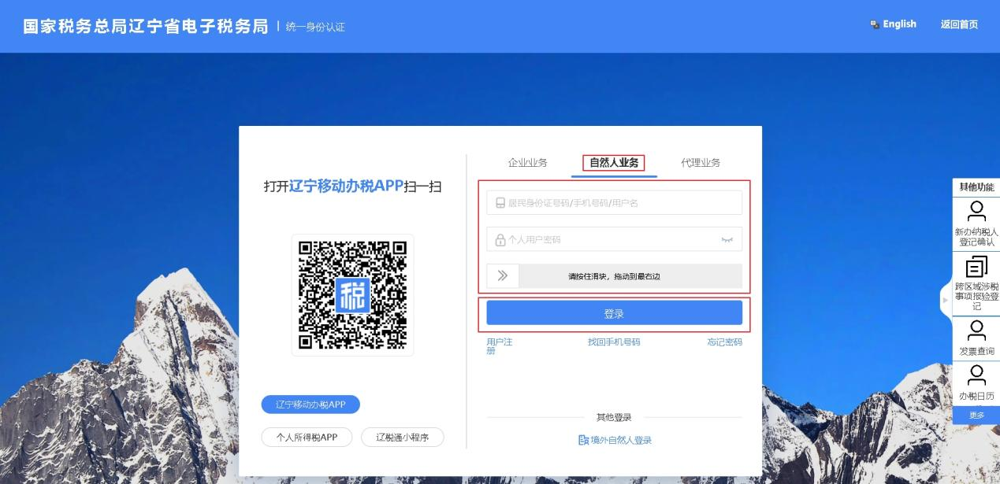 国家税务总局辽宁省电子税务局 | 统一身份认证
English
返回首页
打开辽宁移动办税APP扫一扫
税
辽宁移动办税APP
个人所得税APP
辽税通小程序
企业业务
自然人业务
代理业务
居民身份证号码/手机号码/用户名
个人用户密码
请按住滑块，拖动到最右边
登录
用户注
册
找回手机号码
忘记密码
其他登录
境外自然人登录
其他功能
新办纳税人
登记确认
跨区域涉税
事项报验登
记
发票查询
办税日历
更多